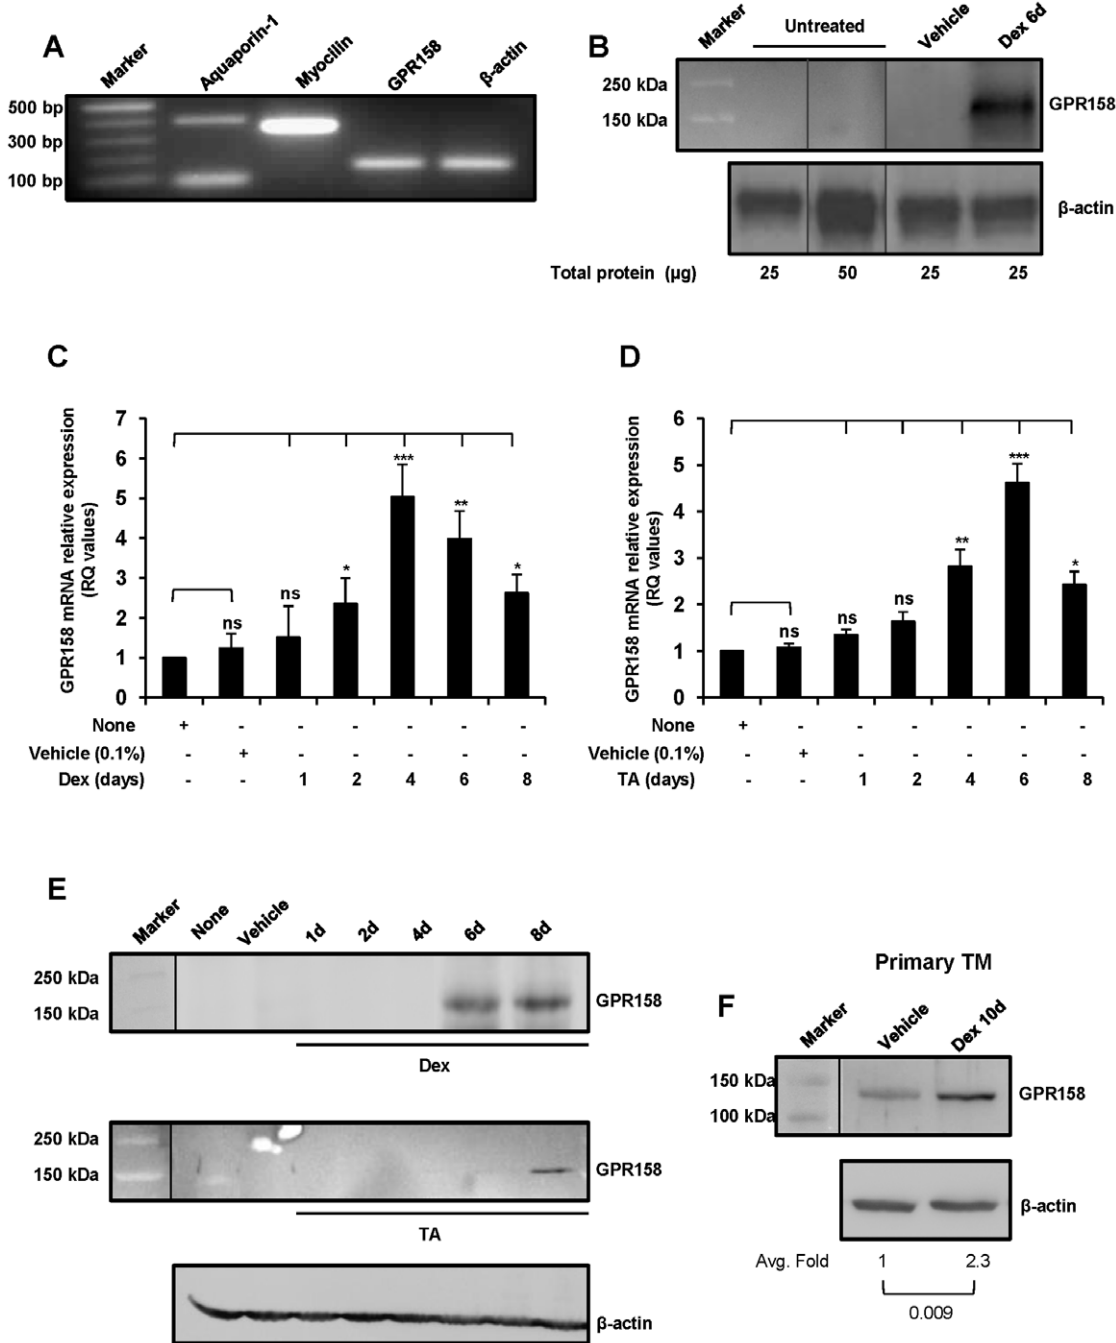 A
Marker
Aquaporin-1
Myocilin
GPR158
β-actin
500 bp
300 bp
100 bp
B
Marker
Untreated
Vehicle
Dex 6d
250 kDa
150 kDa
GPR158
β-actin
Total protein (µg) 25 50 25 25
C
GPR158 mRNA relative expression
(RQ values)
7
6
5
4
3
2
1
0
ns
ns
*
***
**
*
None + - - - - - -
Vehicle (0.1%) - + - - - - -
Dex (days) - - 1 2 4 6 8
D
GPR158 mRNA relative expression
(RQ values)
6
5
4
3
2
1
0
ns
ns
ns
**
***
*
None + - - - - - -
Vehicle (0.1%) - + - - - - -
TA (days) - - 1 2 4 6 8
E
Marker
None
Vehicle
1d
2d
4d
6d
8d
250 kDa
150 kDa
GPR158
Dex
250 kDa
150 kDa
GPR158
TA
β-actin
Primary TM
F
Marker
Vehicle
Dex 10d
150 kDa
100 kDa
GPR158
β-actin
Avg. Fold 1 2.3
0.009